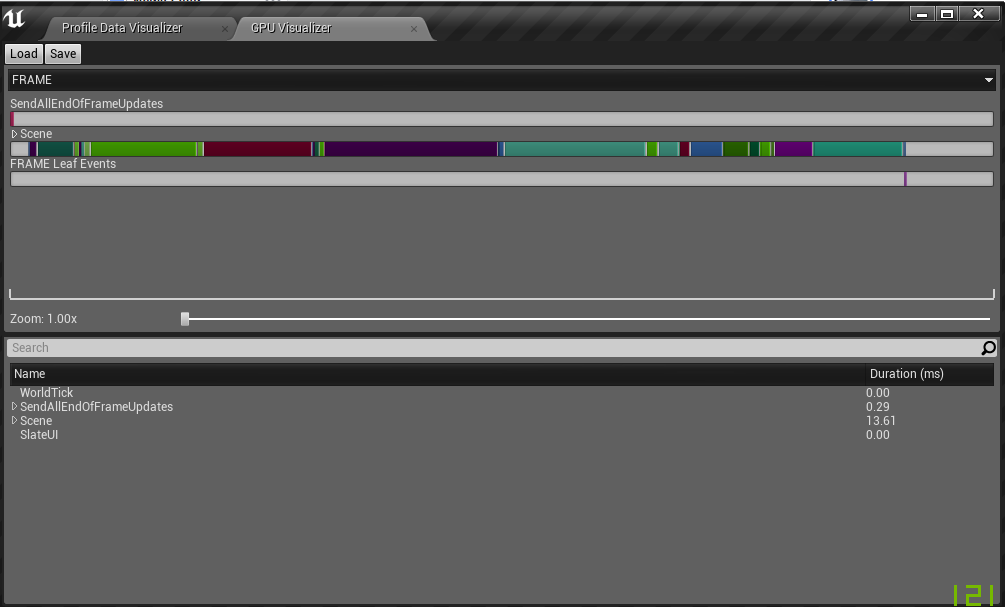 Profile Data Visualizer
GPU Visualizer
Load Save
FRAME
SendAllEndOfFrameUpdates
Scene
FRAME Leaf Events
Zoom: 1.00x
Search
Name Duration (ms)
WorldTick 0.00
SendAllEndOfFrameUpdates 0.29
Scene 13.61
SlateUI 0.00